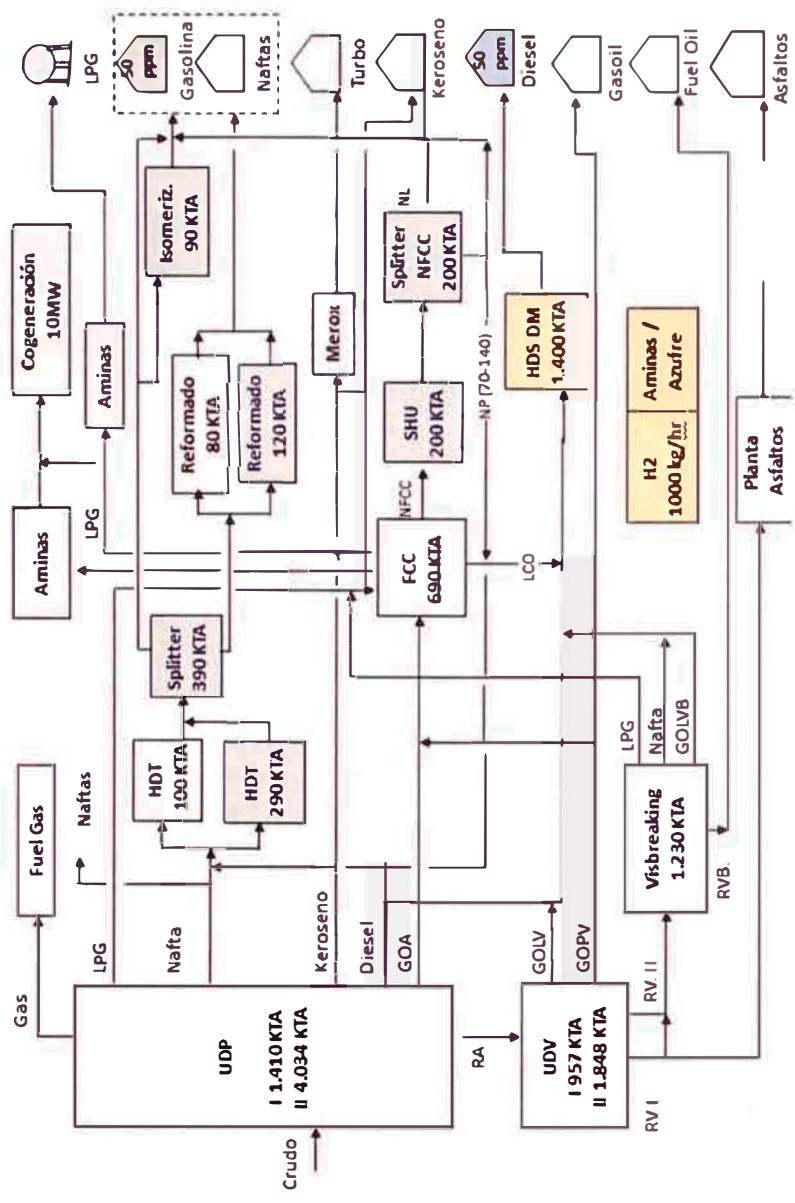 Crudo
UDP
I 1.410 KTA
II 4.034 KTA
Gas
Fuel Gas
LPG
Nafta
Naftas
Keroseno
Diesel
GOA
RA
UDV
I 957 KTA
II 1.848 KTA
GOLV
GOPV
RV I
RV. II
HDT
100 KTA
HDT
290 KTA
Splitter
390 KTA
Aminas
LPG
Aminas
Cogeneración
10MW
Reformado
80 KTA
Reformado
120 KTA
Isomeriz.
90 KTA
Merox
FCC
690 KTA
NFCC
SHU
200 KTA
Splitter
NFCC
200 KTA
NL
NP (70-140)
LCO
HDS DM
1..400 KTA
Visbreaking
1.230 KTA
LPG
Nafta
GOLVB
RVB.
H2
1000 kg/hr
Aminas /
Azufre
Planta
Asfaltos
LPG
50
ppm
Gasolina
Naftas
Turbo
Keroseno
50
ppm
Diesel
Gasoil
Fuel Oil
Asfaltos